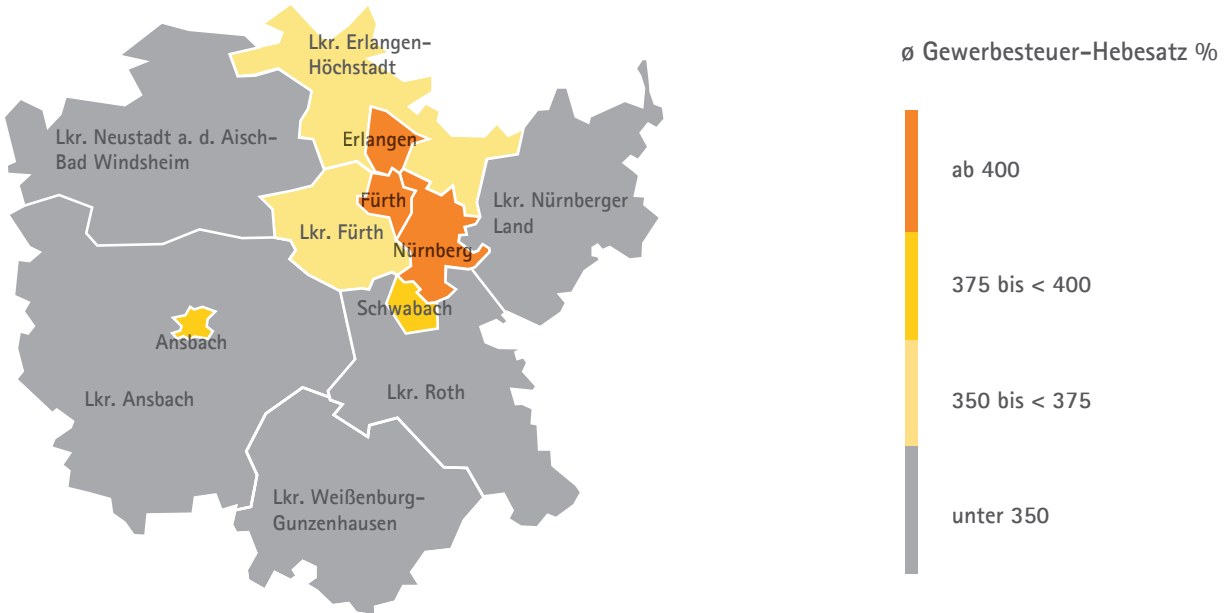 Lkr. Erlangen-
Höchstadt
ø Gewerbesteuer-Hebesatz %
Lkr. Neustadt a. d. Aisch-
Bad Windsheim
Erlangen
ab 400
Lkr. Nürnberger
Land
Fürth
Lkr. Fürth
Nürnberg
375 bis < 400
Schwabach
Ansbach
Lkr. Ansbach
Lkr. Roth
350 bis < 375
Lkr. Weißenburg-
Gunzenhausen
unter 350